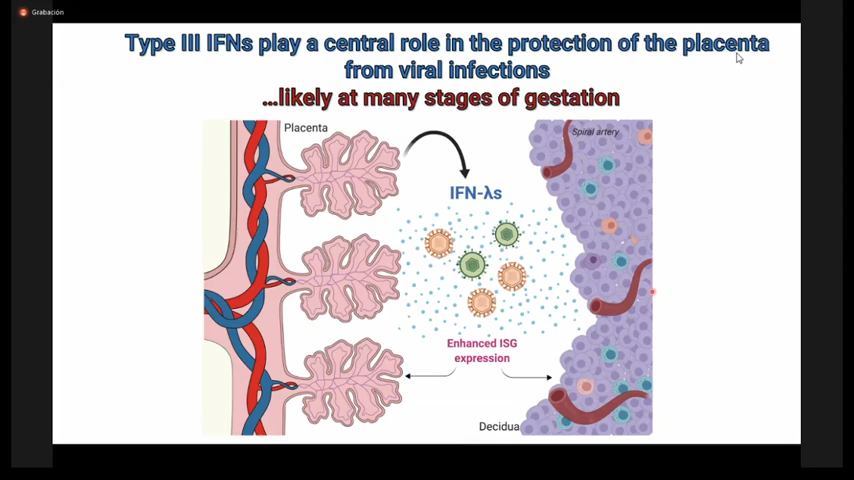 Grabación
Type III IFNs play a central role in the protection of the placenta
from viral infections
...likely at many stages of gestation
Placenta
Spiral artery
IFN-λs
Enhanced ISG
expression
Decidua